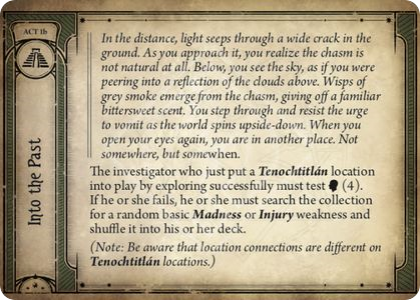 ACT 1b
Into the Past
In the distance, light seeps through a wide crack in the
ground. As you approach it, you realize the chasm is
not natural at all. Below, you see the sky, as if you were
peering into a reflection of the clouds above. Wisps of
grey smoke emerge from the chasm, giving off a familiar
bittersweet scent. You step through and resist the urge
to vomit as the world spins upside-down. When you
open your eyes again, you are in another place. Not
somewhere, but somewhen.
The investigator who just put a Tenochtitlán location
into play by exploring successfully must test (4).
If he or she fails, he or she must search the collection
for a random basic Madness or Injury weakness and
shuffle it into his or her deck.
(Note: Be aware that location connections are different on
Tenochtitlán locations.)